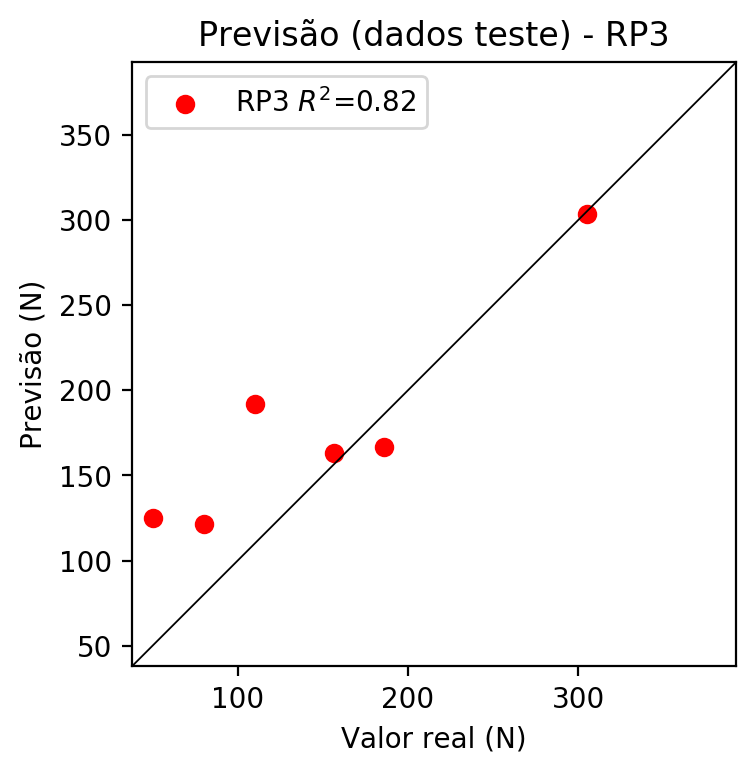 Previsão (dados teste) - RP3
RP3 R²=0.82
Previsão (N)
350
300
250
200
150
100
50
100 200 300
Valor real (N)